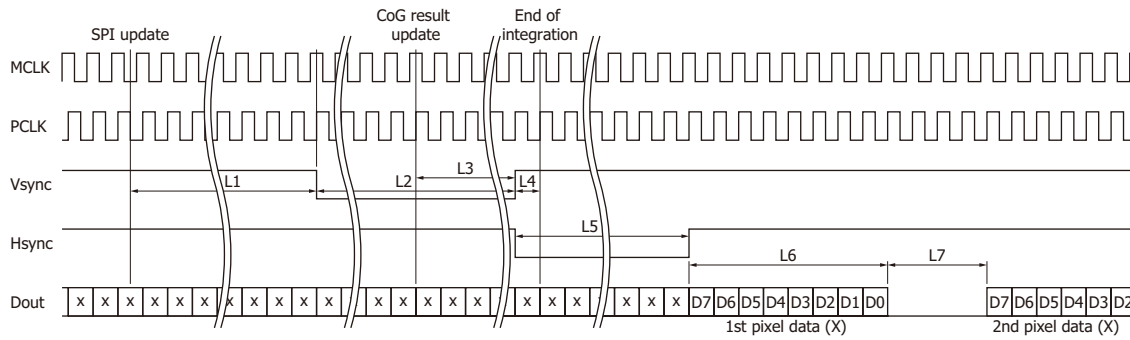 SPI update
CoG result
update
End of
integration
MCLK
PCLK
Vsync
L1
L2
L3
L4
Hsync
L5
L6
L7
Dout
x x x x x x x x x x x x x x x x x x x x x x x x x D7 D6 D5 D4 D3 D2 D1 D0 D7 D6 D5 D4 D3 D2
1st pixel data (X)
2nd pixel data (X)